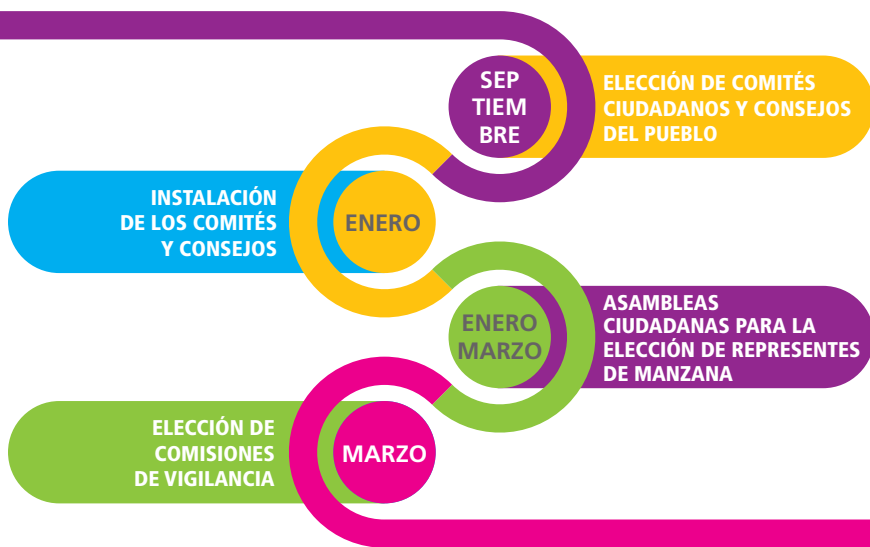 SEP
TIEM
BRE
ELECCIÓN DE COMITÉS
CIUDADANOS Y CONSEJOS
DEL PUEBLO
INSTALACIÓN
DE LOS COMITÉS
Y CONSEJOS
ENERO
ENERO
MARZO
ASAMBLEAS
CIUDADANAS PARA LA
ELECCIÓN DE REPRESENTES
DE MANZANA
ELECCIÓN DE
COMISIONES
DE VIGILANCIA
MARZO